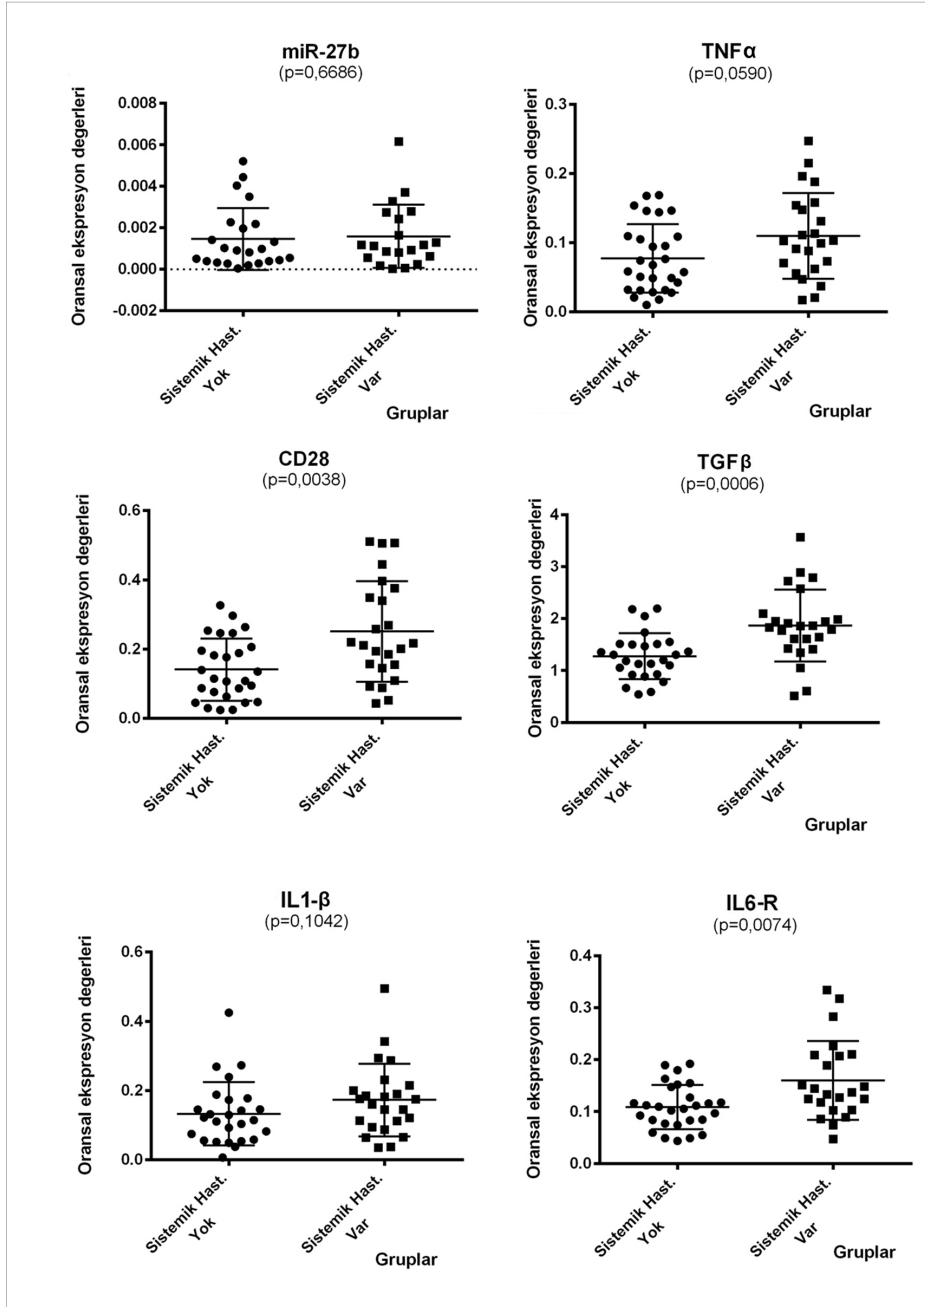 miR-27b
(p=0,6686)
Oransal ekspresyon degerleri
0.008
0.006
0.004
0.002
0.000
-0.002
Sistemik Hast.
Yok
Sistemik Hast.
Var
Gruplar
TNFα
(p=0,0590)
Oransal ekspresyon degerleri
0.3
0.2
0.1
0.0
Sistemik Hast.
Yok
Sistemik Hast.
Var
Gruplar
CD28
(p=0,0038)
Oransal ekspresyon degerleri
0.6
0.4
0.2
0.0
Sistemik Hast.
Yok
Sistemik Hast.
Var
TGFβ
(p=0,0006)
Oransal ekspresyon degerleri
4
3
2
1
0
Sistemik Hast.
Yok
Sistemik Hast.
Var
Gruplar
IL1-β
(p=0,1042)
Oransal ekspresyon degerleri
0.6
0.4
0.2
0.0
Sistemik Hast.
Yok
Sistemik Hast.
Var
Gruplar
IL6-R
(p=0,0074)
Oransal ekspresyon degerleri
0.4
0.3
0.2
0.1
0.0
Sistemik Hast.
Yok
Sistemik Hast.
Var
Gruplar